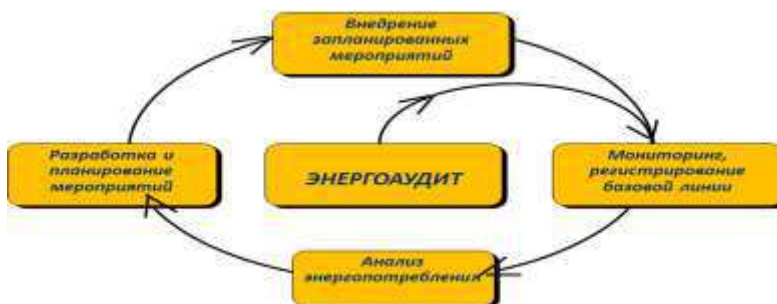 Внедрение
запланированных
мероприятий
Разработка и
планирование
мероприятий
ЭНЕРГОАУДИТ
Мониторинг,
регистрирование
базовой линии
Анализ
энергопотребления